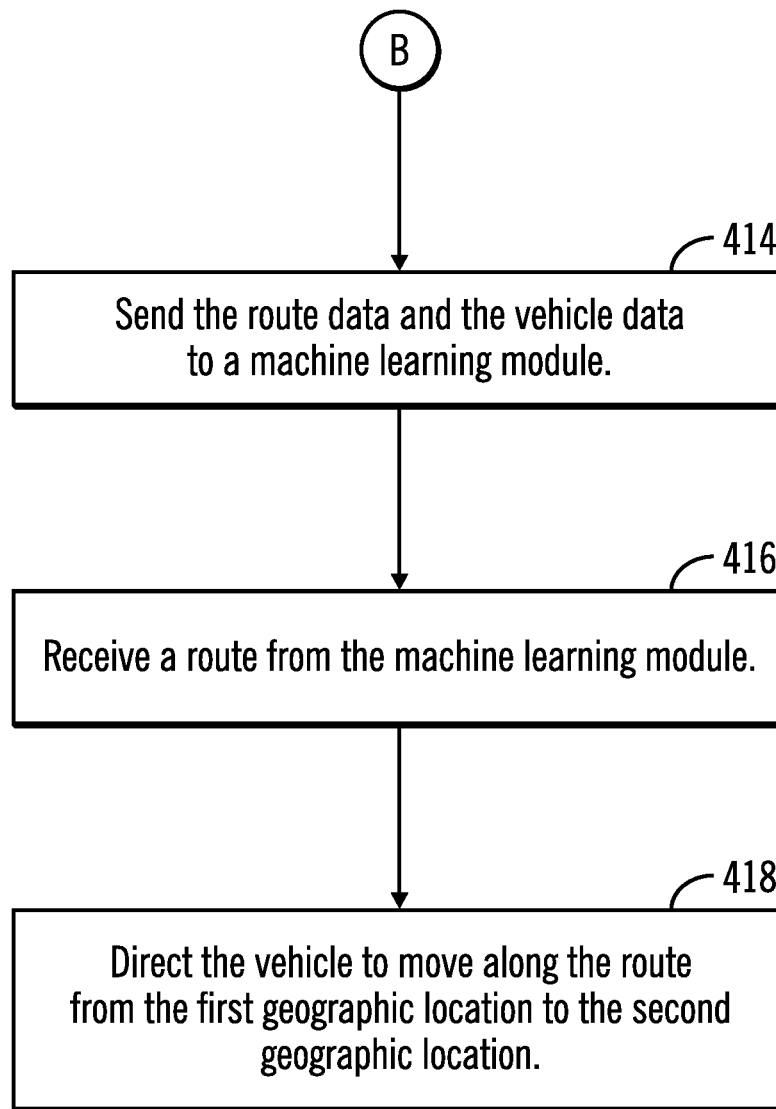 B
414
Send the route data and the vehicle data
to a machine learning module.
416
Receive a route from the machine learning module.
418
Direct the vehicle to move along the route
from the first geographic location to the second
geographic location.